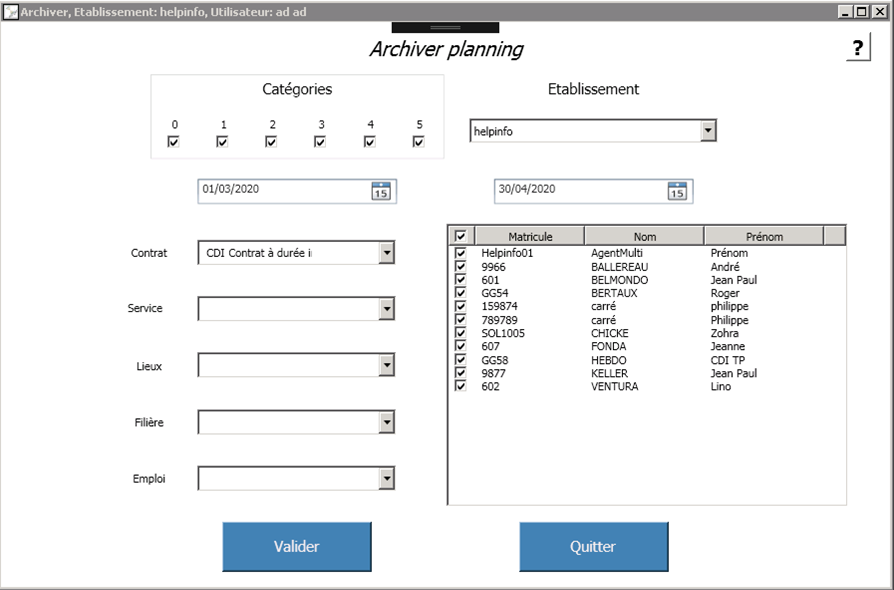 Archiver, Etablissement: helpinfo, Utilisateur: ad ad
Archiver planning
?
Catégories
0 1 2 3 4 5
Etablissement
helpinfo
01/03/2020
15
30/04/2020
15
Contrat
CDI Contrat à durée i
Service
Lieux
Filière
Emploi
Matricule Nom Prénom
Helpinfo01 AgentMulti Prénom
9966 BALLEREAU André
601 BELMONDO Jean Paul
GG54 BERTAUX Roger
159874 carré philippe
789789 carré Philippe
SOL1005 CHICKE Zohra
607 FONDA Jeanne
GG58 HEBDO CDI TP
9877 KELLER Jean Paul
602 VENTURA Lino
Valider
Quitter